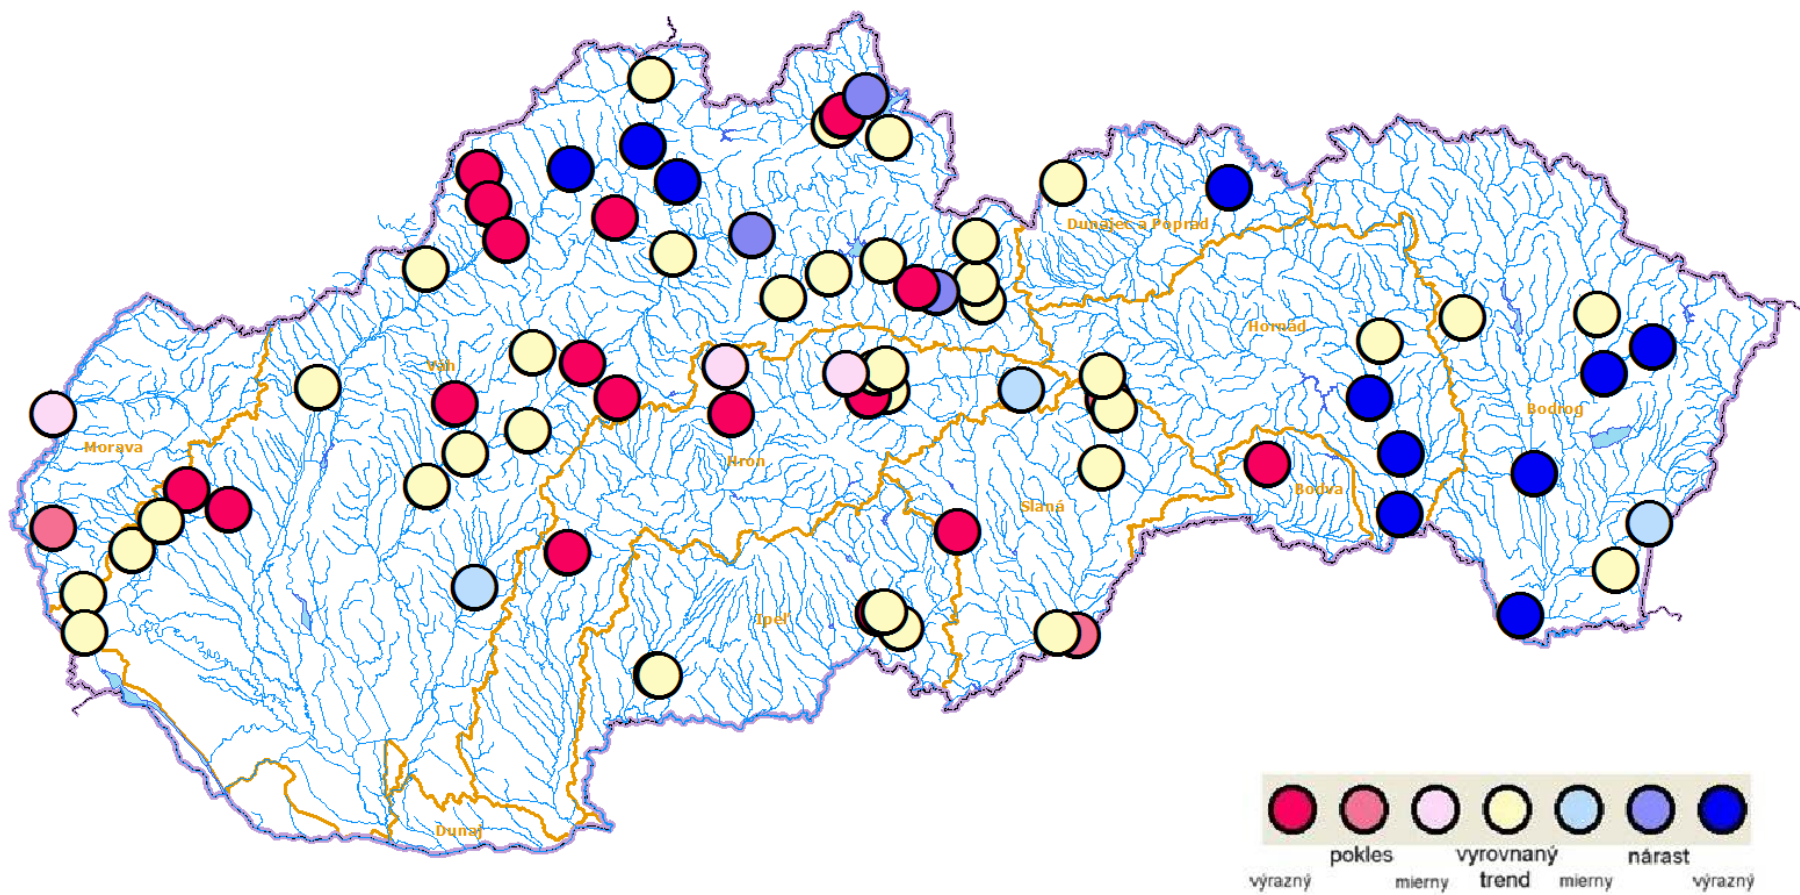 Dunajec a Poprad
Hornád
Váh
Bodrog
Morava
Hron
Bodva
Slaná
Ipeľ
Dunaj
pokles vyrovnaný nárast
výrazný mierny trend mierny výrazný